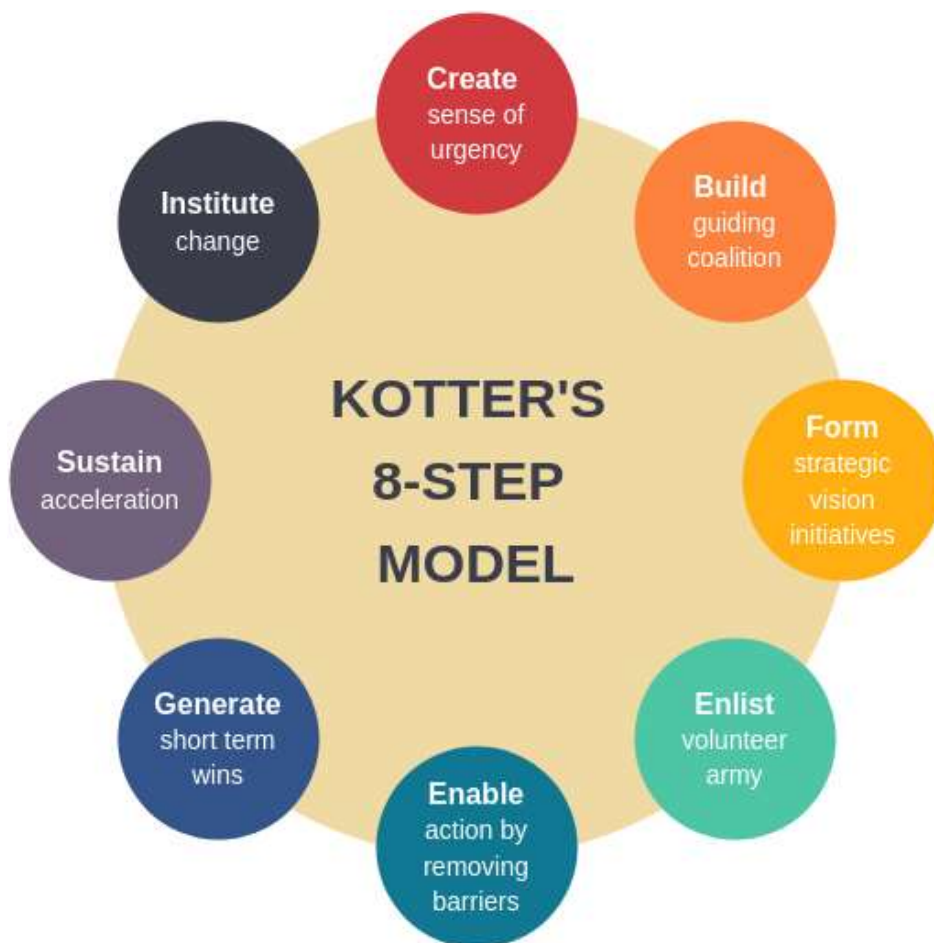 KOTTER'S
8-STEP
MODEL
Create
sense of
urgency
Build
guiding
coalition
Form
strategic
vision
initiatives
Enlist
volunteer
army
Enable
action by
removing
barriers
Generate
short term
wins
Sustain
acceleration
Institute
change